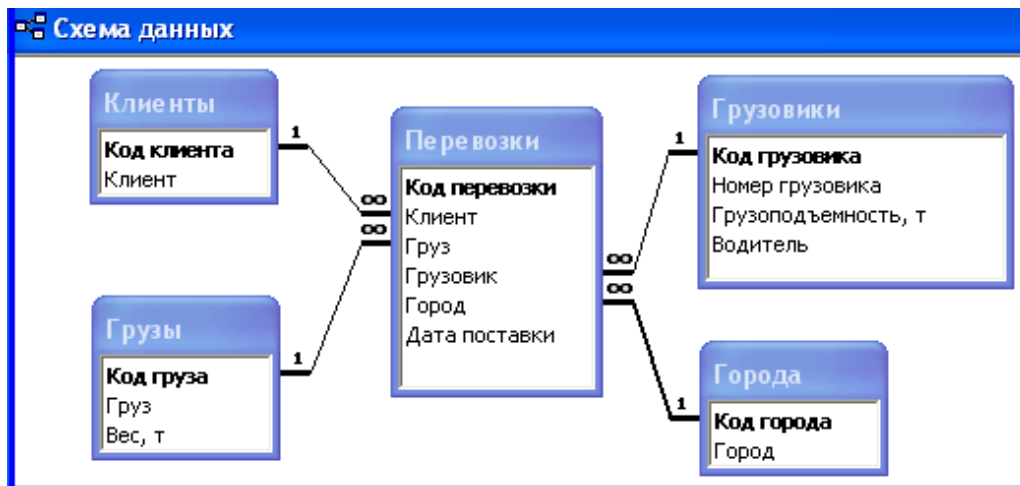 Схема данных
Клиенты
Код клиента
Клиент
1
∞
Грузы
Код груза
Груз
Вес, т
1
∞
Перевозки
Код перевозки
Клиент
Груз
Грузовик
Город
Дата поставки
Грузовики
Код грузовика
Номер грузовика
Грузоподъемность, т
Водитель
1
∞
Города
Код города
Город
1
∞